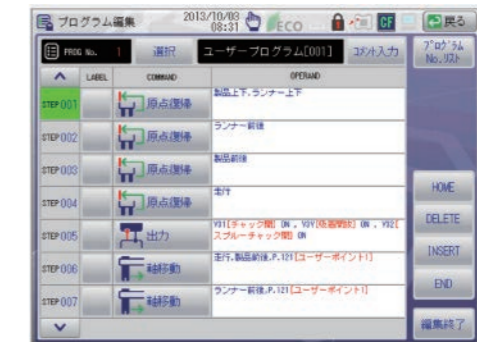 プログラム編集
2013/10/03
08:31
ECO
CF
戻る
PROG No. 1
選択
ユーザープログラム[001]
コメント入力
プログラム
No.リスト
LABEL
COMMAND
OPERAND
STEP 001
原点復帰
製品上下,ランナー上下
STEP 002
原点復帰
ランナー前後
STEP 003
原点復帰
製品前後
STEP 004
原点復帰
走行
STEP 005
出力
Y31[チャック閉] ON , Y3V[吸着開放] ON , Y32[
スプルーチャック閉] ON
STEP 006
軸移動
走行,製品前後,P.121[ユーザーポイント1]
STEP 007
軸移動
ランナー前後,P.121[ユーザーポイント1]
HOME
DELETE
INSERT
END
編集終了